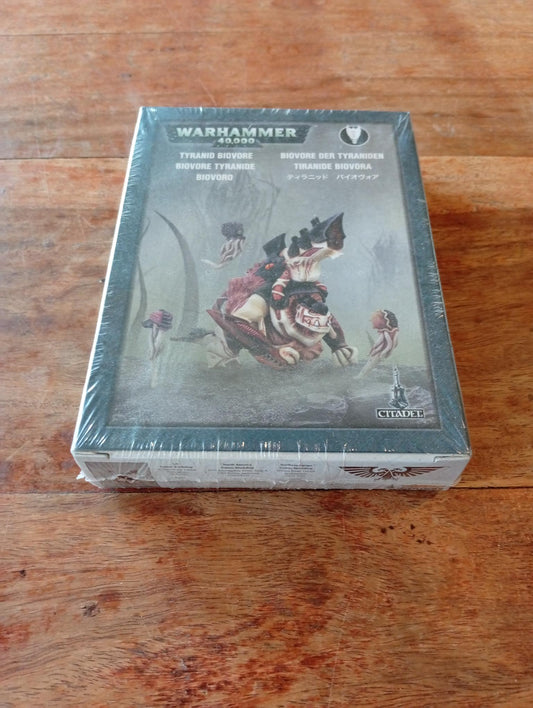 WARHAMMER
40,000
TYRANID BIOVORE
BIOVORE TYRANIDE
BIOVORO
BIOVORE DER TYRANIDEN
TIRANIDE BIOVORA
ティラニッド バイオヴォア
CITADEL